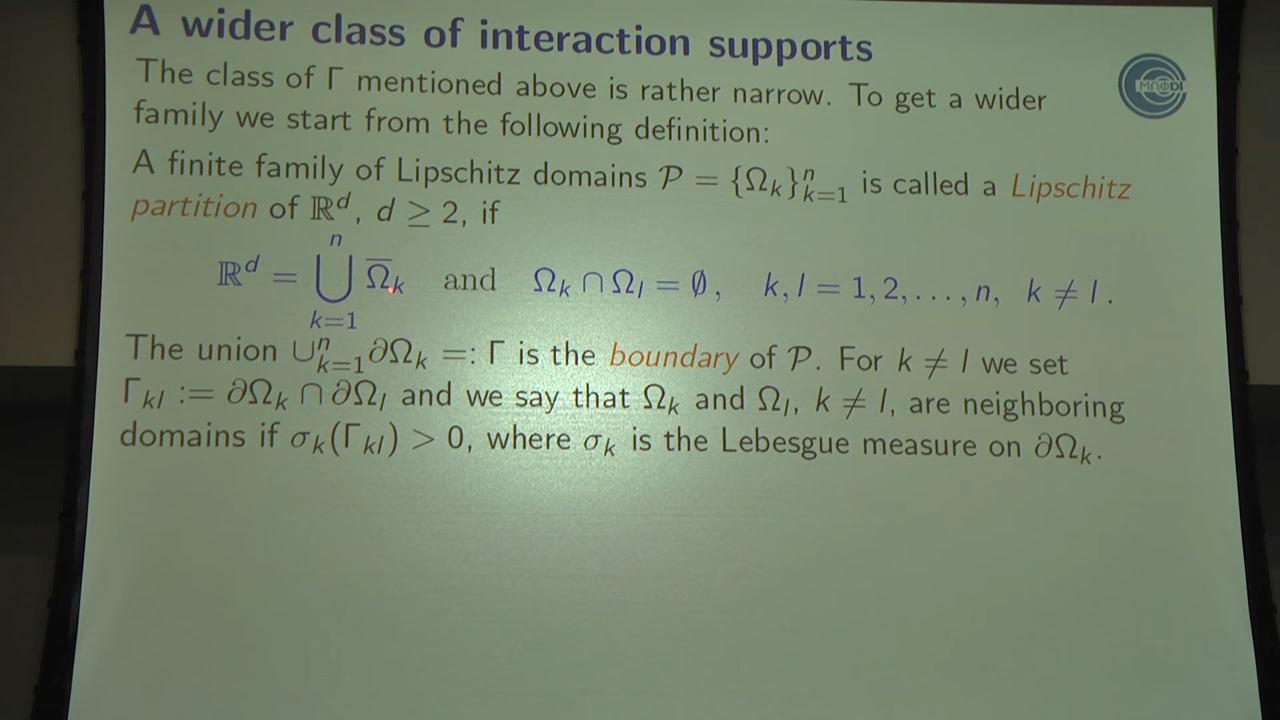 A wider class of interaction supports
The class of Γ mentioned above is rather narrow. To get a wider
family we start from the following definition:
A finite family of Lipschitz domains 𝒫 = {Ω_k}_{k=1}^n is called a Lipschitz
partition of ℝ^d, d ≥ 2, if
ℝ^d = ⋃_{k=1}^n Ω̅_k and Ω_k ∩ Ω_l = ∅, k, l = 1, 2, . . . , n, k ≠ l .
The union ∪_{k=1}^n ∂Ω_k =: Γ is the boundary of 𝒫. For k ≠ l we set
Γ_{kl} := ∂Ω_k ∩ ∂Ω_l and we say that Ω_k and Ω_l, k ≠ l, are neighboring
domains if σ_k(Γ_{kl}) > 0, where σ_k is the Lebesgue measure on ∂Ω_k.